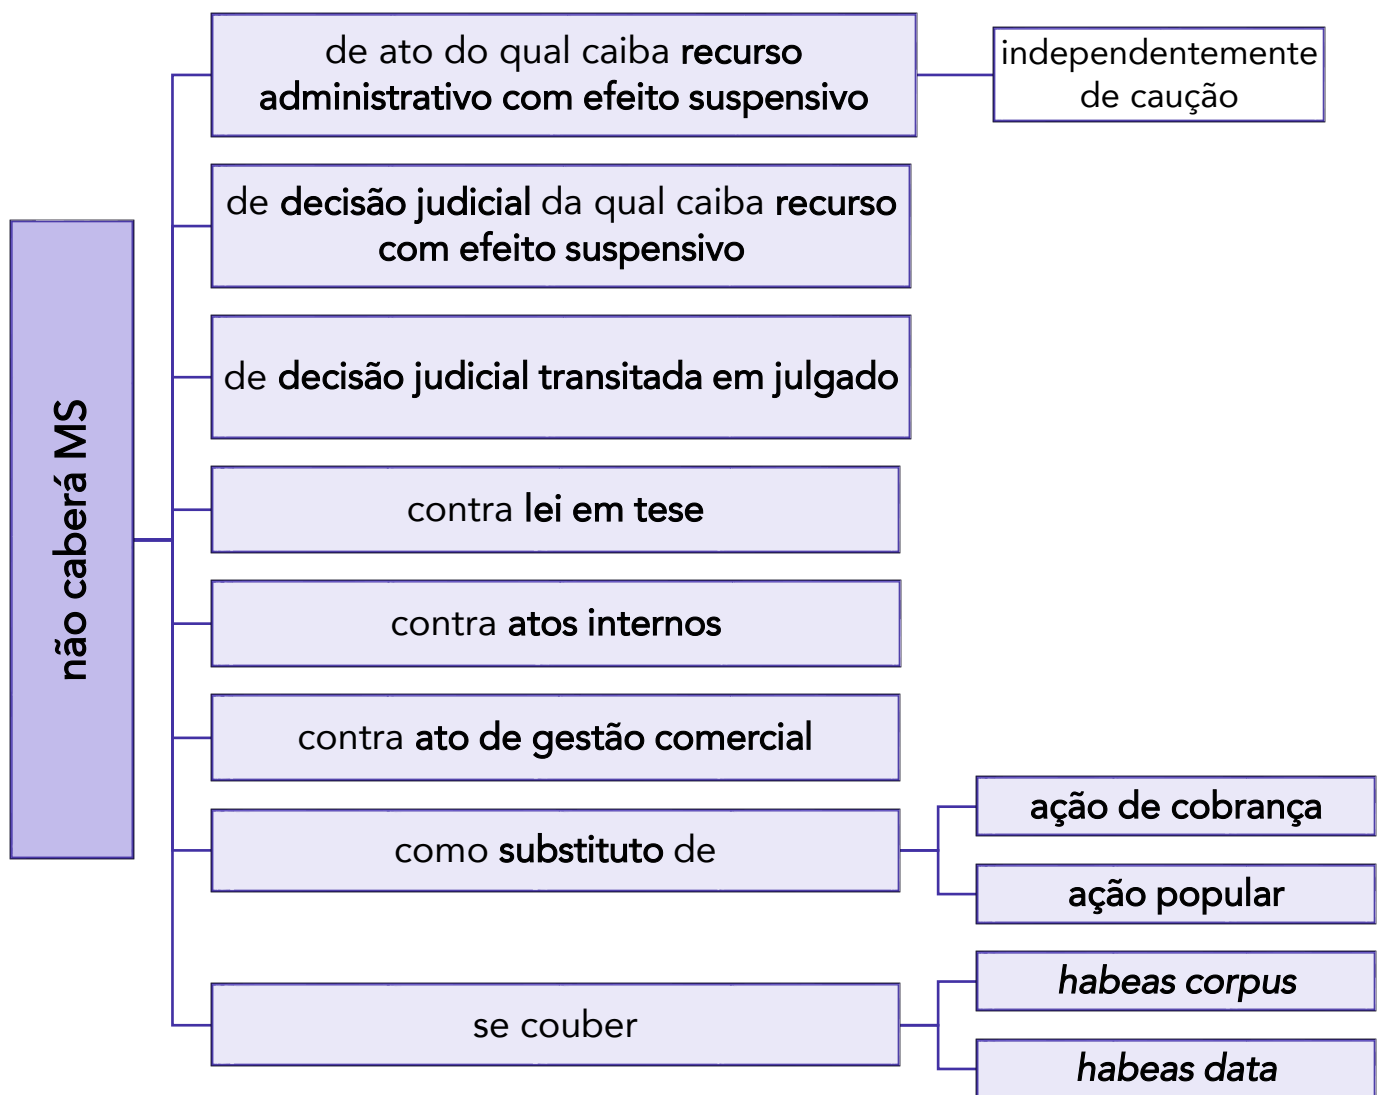 não caberá MS
de ato do qual caiba recurso
administrativo com efeito suspensivo
independentemente
de caução
de decisão judicial da qual caiba recurso
com efeito suspensivo
de decisão judicial transitada em julgado
contra lei em tese
contra atos internos
contra ato de gestão comercial
como substituto de
ação de cobrança
ação popular
se couber
habeas corpus
habeas data